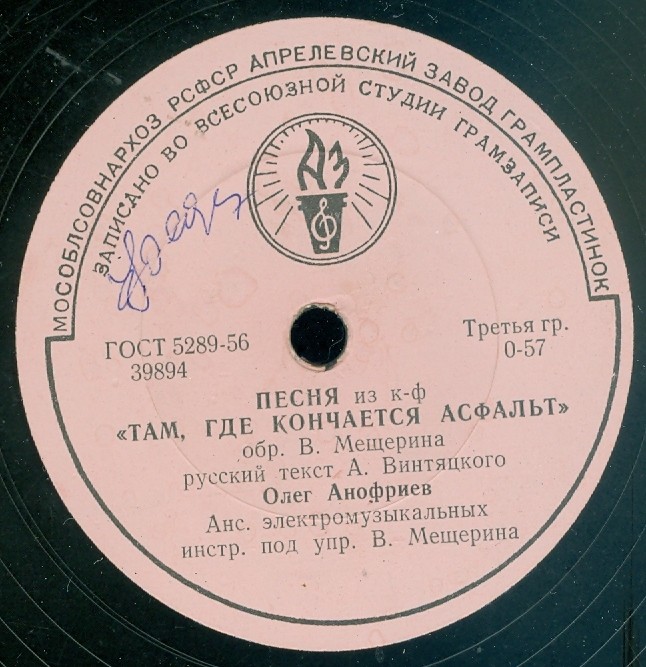 МОСОБЛСОВНАРХОЗ РСФСР АПРЕЛЕВСКИЙ ЗАВОД ГРАМПЛАСТИНОК
ЗАПИСАНО ВО ВСЕСОЮЗНОЙ СТУДИИ ГРАМЗАПИСИ
АЗ
ГОСТ 5289-56
39894
Третья гр.
0-57
ПЕСНЯ из к-ф
«ТАМ, ГДЕ КОНЧАЕТСЯ АСФАЛЬТ»
обр. В. Мещерина
русский текст А. Винтяцкого
Олег Анофриев
Анс. электромузыкальных
инстр. под упр. В. Мещерина